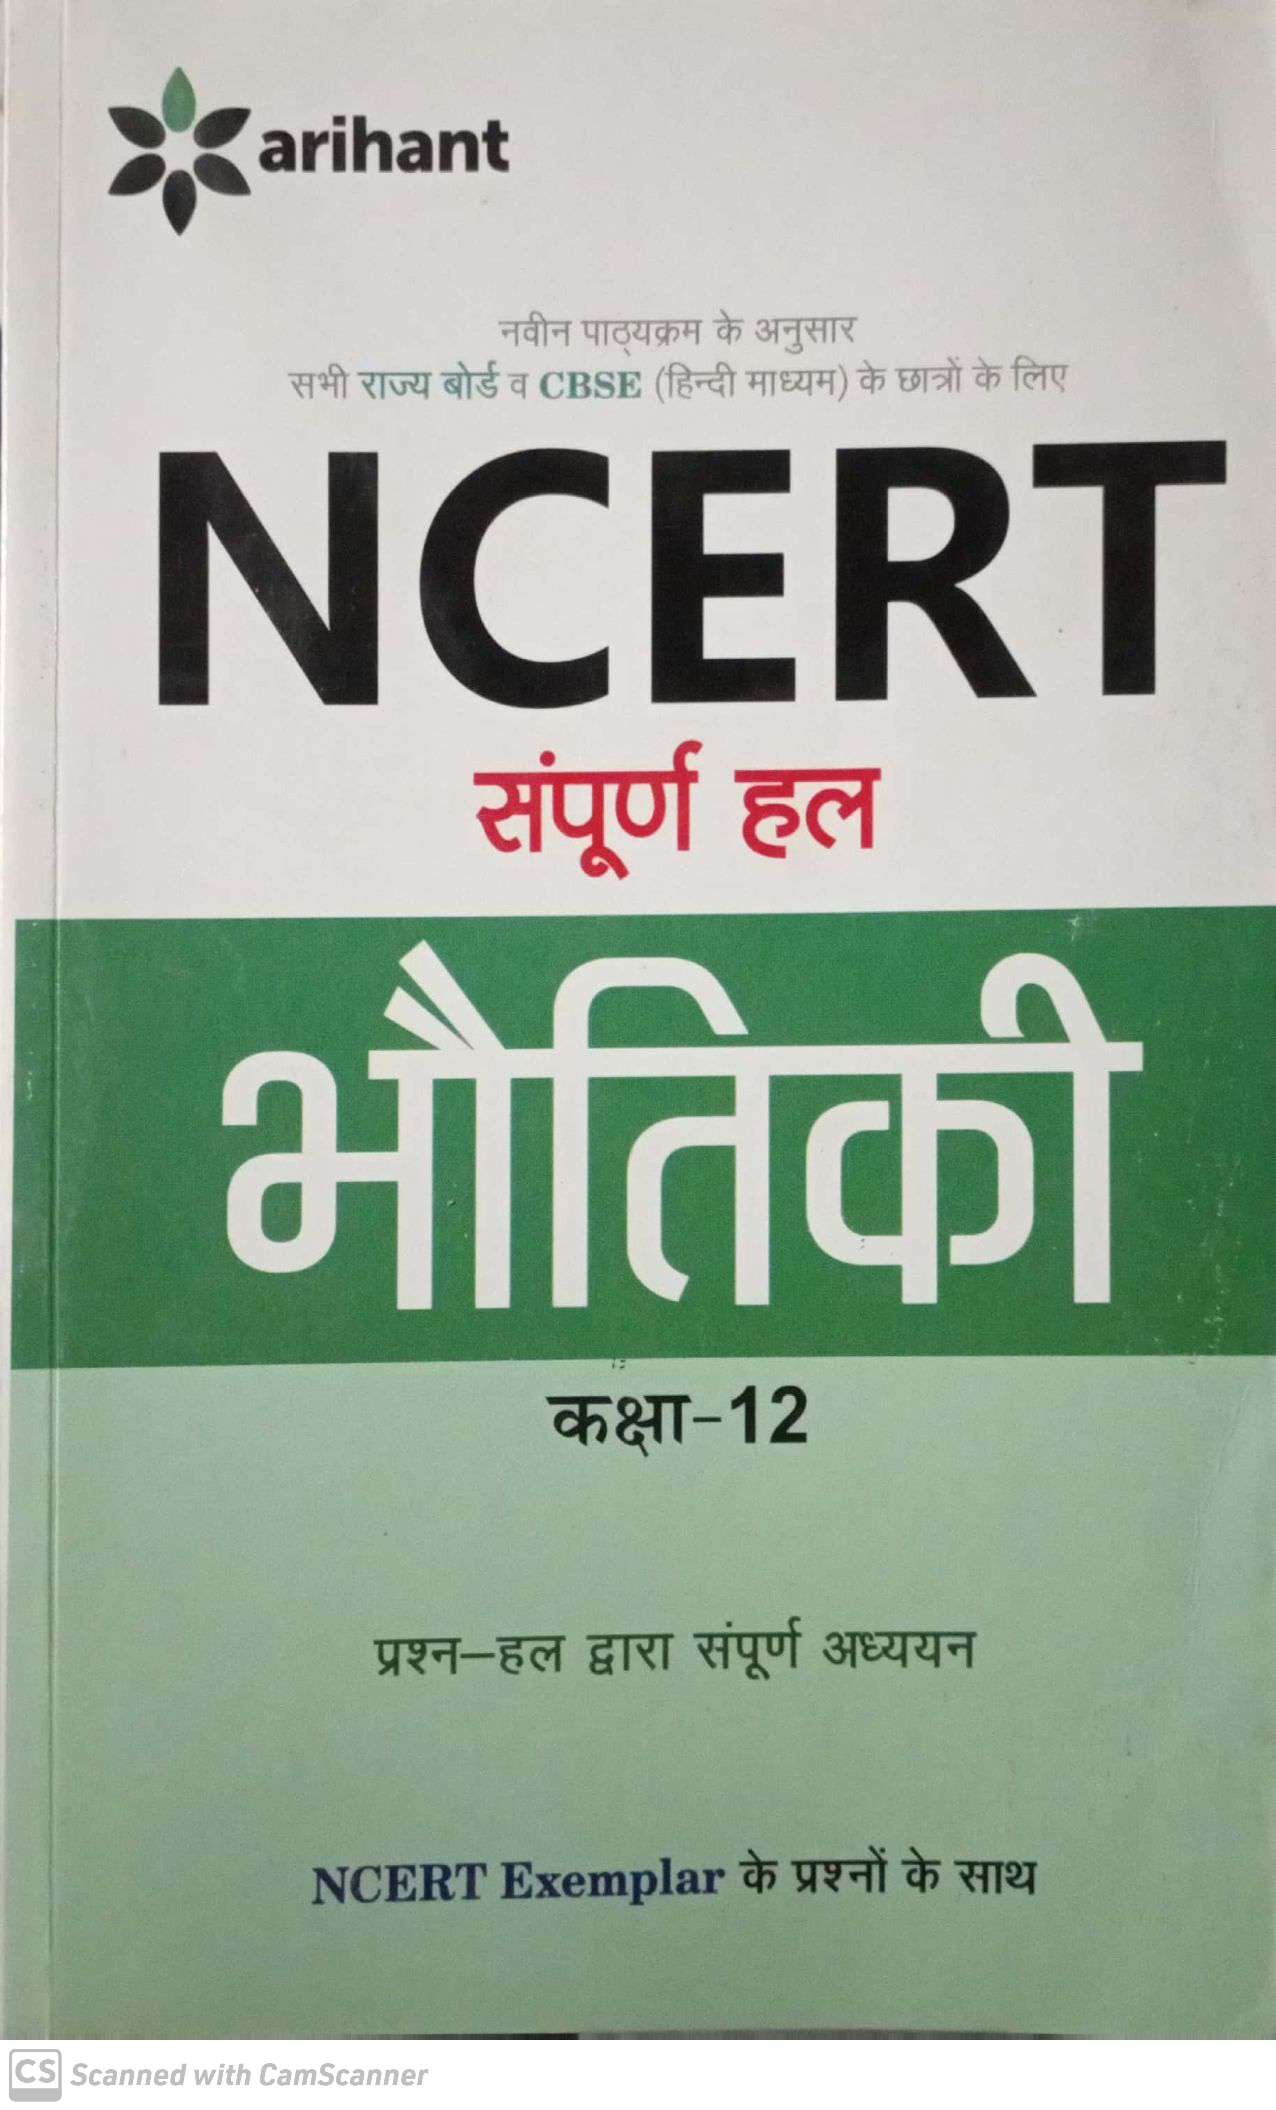 arihant
नवीन पाठ्यक्रम के अनुसार
सभी राज्य बोर्ड व CBSE (हिन्दी माध्यम) के छात्रों के लिए
NCERT
संपूर्ण हल
भौतिकी
कक्षा-12
प्रश्न-हल द्वारा संपूर्ण अध्ययन
NCERT Exemplar के प्रश्नों के साथ
CS Scanned with CamScanner